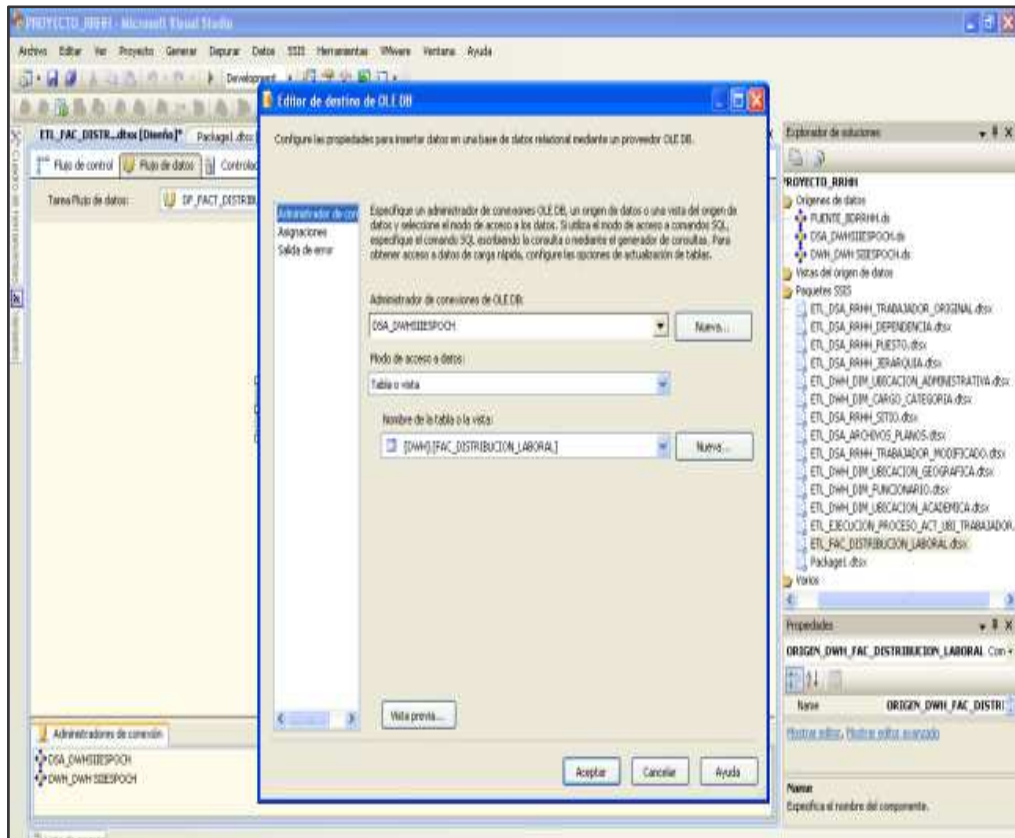 PROYECTO_RRHH - Microsoft Visual Studio
Archivo Editar Ver Proyecto Generar Depurar Datos SSIS Herramientas VMware Ventana Ayuda
Development
ETL_FAC_DISTR...dtsx [Diseño]* Package1.dtsx
Flujo de control Flujo de datos Controlad
Tarea Flujo de datos: DF_FACT_DISTRIB
Editor de destino de OLE DB
Configure las propiedades para insertar datos en una base de datos relacional mediante un proveedor OLE DB.
Administrador de con
Asignaciones
Salida de error
Especifique un administrador de conexiones OLE DB, un origen de datos o una vista del origen de
datos y seleccione el modo de acceso a los datos. Si utiliza el modo de acceso a comandos SQL,
especifique el comando SQL escribiendo la consulta o mediante el generador de consultas. Para
obtener acceso a datos de carga rápida, configure las opciones de actualización de tablas.
Administrador de conexiones de OLE DB:
DSA_DWHSIIESPOCH
Nueva...
Modo de acceso a datos:
Tabla o vista
Nombre de la tabla o la vista:
[DWH].[FAC_DISTRIBUCION_LABORAL]
Nueva...
Vista previa...
Aceptar Cancelar Ayuda
Administradores de conexión
DSA_DWHSIIESPOCH
DWH_DWH SIIESPOCH
Explorador de soluciones
PROYECTO_RRHH
Orígenes de datos
FUENTE_BDRRHH.ds
DSA_DWHSIIESPOCH.ds
DWH_DWH SIIESPOCH.ds
Vistas del origen de datos
Paquetes SSIS
ETL_DSA_RRHH_TRABAJADOR_ORIGINAL.dtsx
ETL_DSA_RRHH_DEPENDENCIA.dtsx
ETL_DSA_RRHH_PUESTO.dtsx
ETL_DSA_RRHH_JERARQUIA.dtsx
ETL_DWH_DIM_UBICACION_ADMINISTRATIVA.dtsx
ETL_DWH_DIM_CARGO_CATEGORIA.dtsx
ETL_DSA_RRHH_SITIO.dtsx
ETL_DSA_ARCHIVOS_PLANOS.dtsx
ETL_DSA_RRHH_TRABAJADOR_MODIFICADO.dtsx
ETL_DWH_DIM_UBICACION_GEOGRAFICA.dtsx
ETL_DWH_DIM_FUNCIONARIO.dtsx
ETL_DWH_DIM_UBICACION_ACADEMICA.dtsx
ETL_EJECUCION_PROCESO_ACT_UBI_TRABAJADOR.
ETL_FAC_DISTRIBUCION_LABORAL.dtsx
Package1.dtsx
Varios
Propiedades
ORIGEN_DWH_FAC_DISTRIBUCION_LABORAL Com
Name ORIGEN_DWH_FAC_DISTRI
Mostrar editor, Mostrar editor avanzado
Name
Especifica el nombre del componente.